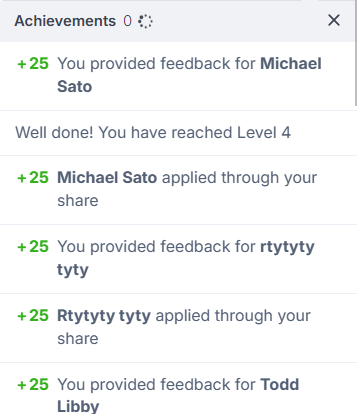 Achievements 0
+25 You provided feedback for Michael
Sato
Well done! You have reached Level 4
+25 Michael Sato applied through your
share
+25 You provided feedback for rtytyty
tyty
+25 Rtytyty tyty applied through your
share
+25 You provided feedback for Todd
Libby